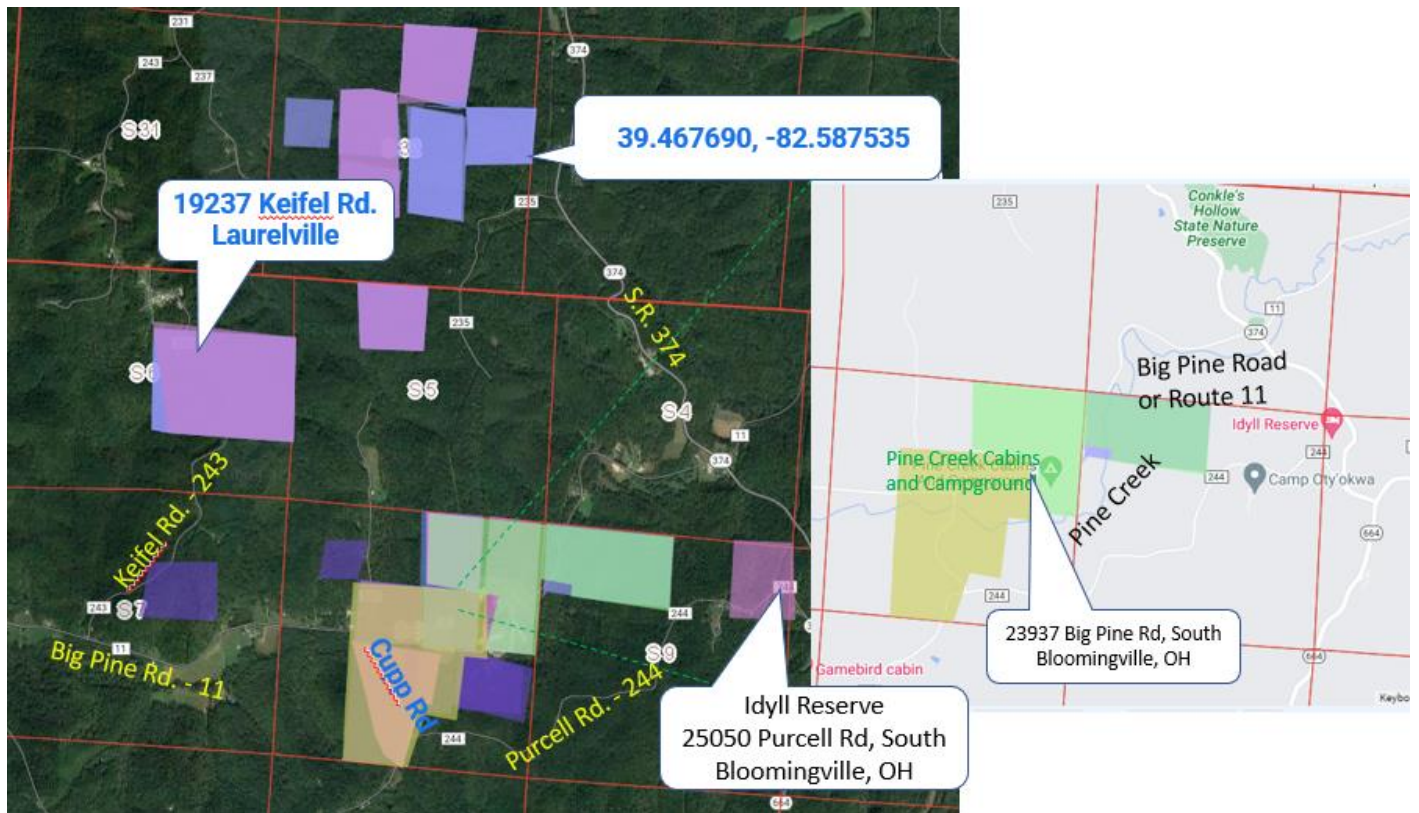 231
243
237
374
S31
39.467690, -82.587535
19237 Keifel Rd.
Laurelville
235
374
S.R. 374
235
S6
S5
S4
11
374
Keifel Rd. - 243
243
S7
11
Big Pine Rd. - 11
Cupp Rd
244
244
S9
Purcell Rd. - 244
664
Idyll Reserve
25050 Purcell Rd, South
Bloomingville, OH
235
Conkle's
Hollow
State Nature
Preserve
11
374
Big Pine Road
or Route 11
Idyll Reserve
244
Pine Creek Cabins
and Campground
244
Camp Oty'okwa
Pine Creek
664
244
23937 Big Pine Rd, South
Bloomingville, OH
Gamebird cabin
664
Keybo